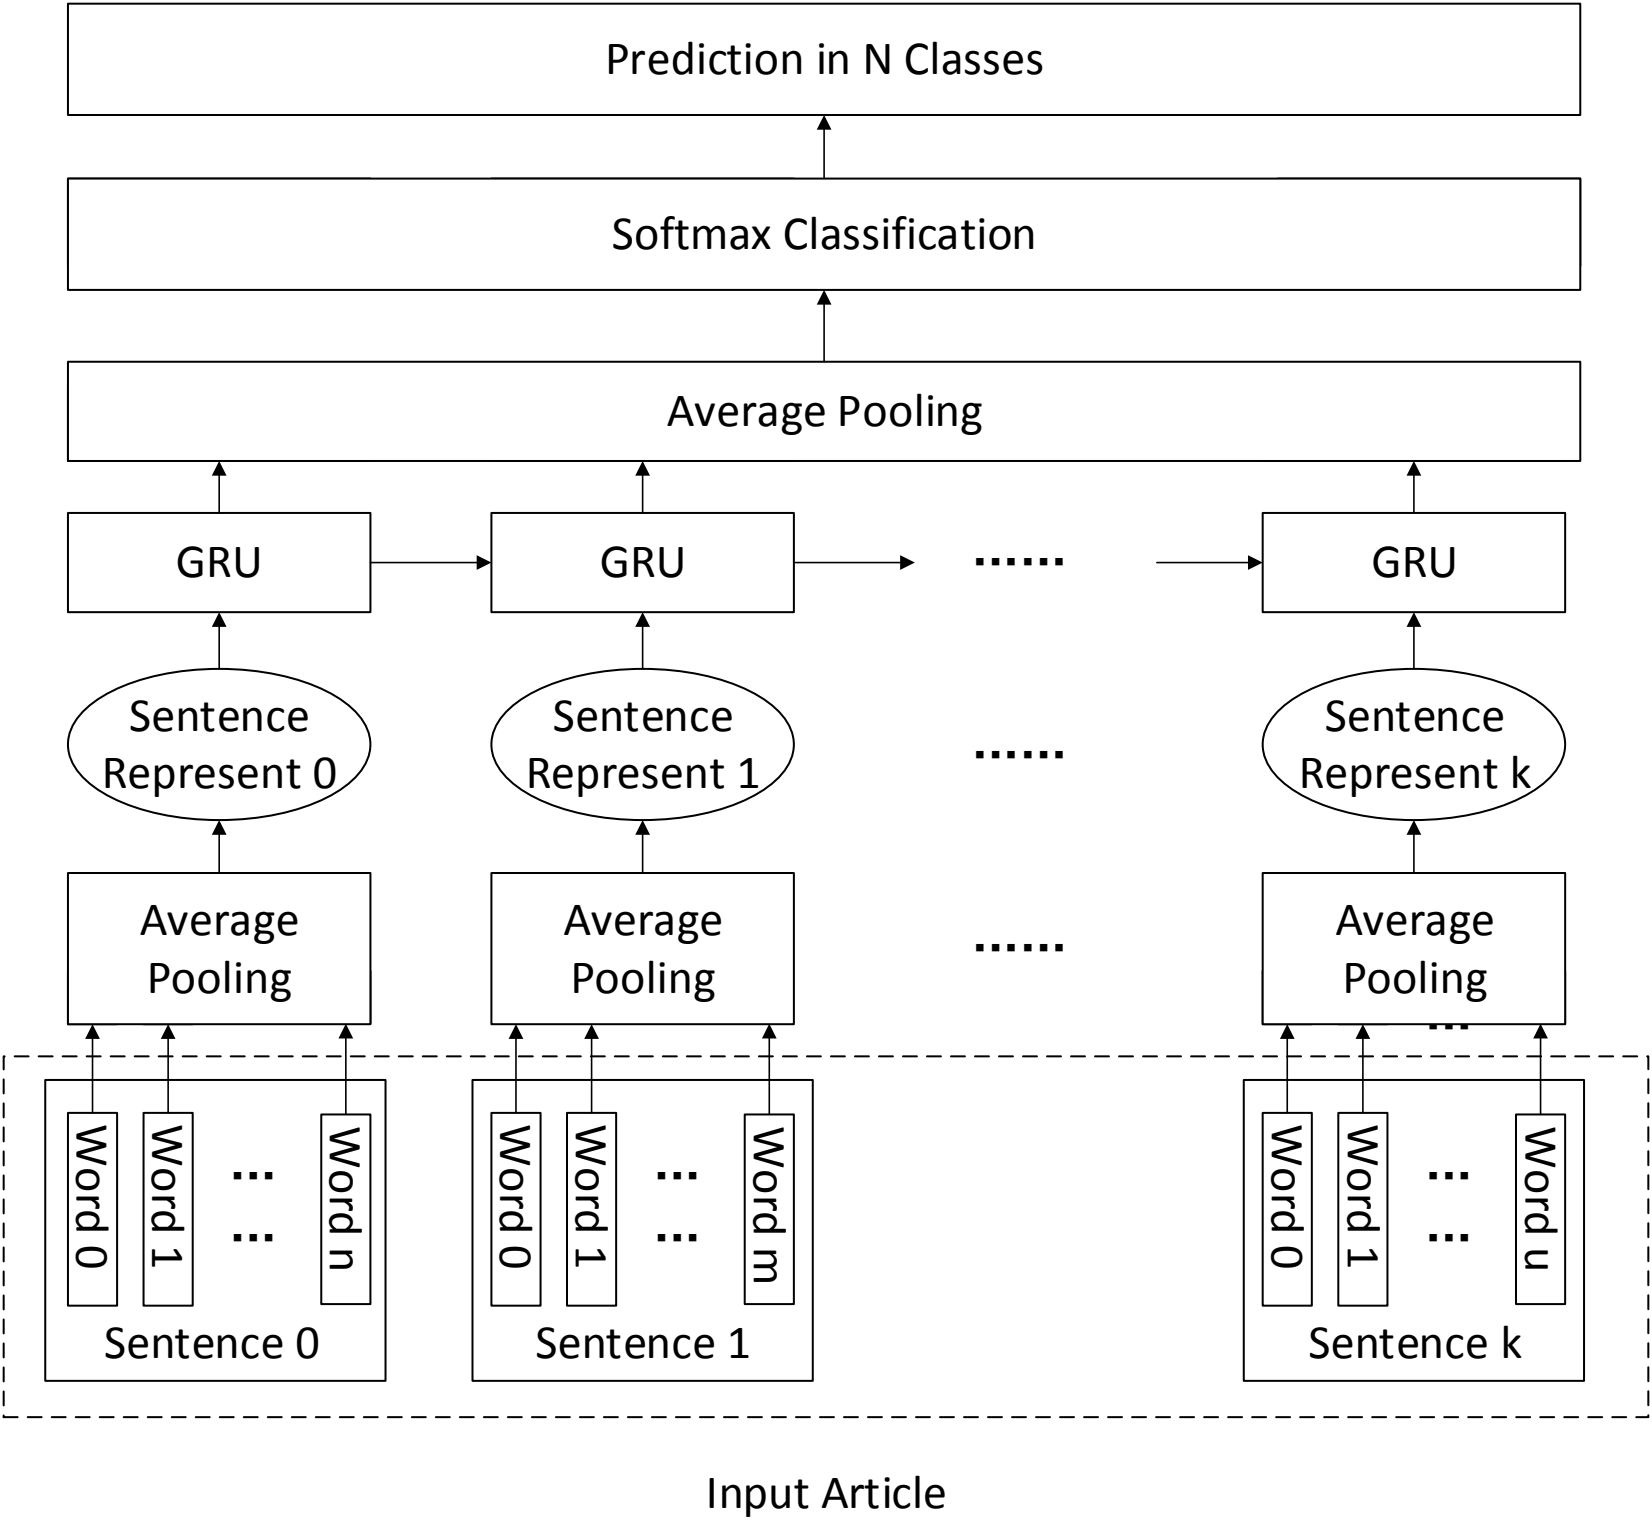 Prediction in N Classes
Softmax Classification
Average Pooling
GRU
GRU
......
GRU
Sentence
Represent 0
Sentence
Represent 1
......
Sentence
Represent k
Average
Pooling
Average
Pooling
......
Average
Pooling
...
Word 0
Word 1
...
...
Word n
Sentence 0
Word 0
Word 1
...
...
Word m
Sentence 1
Word 0
Word 1
...
...
Word u
Sentence k
Input Article